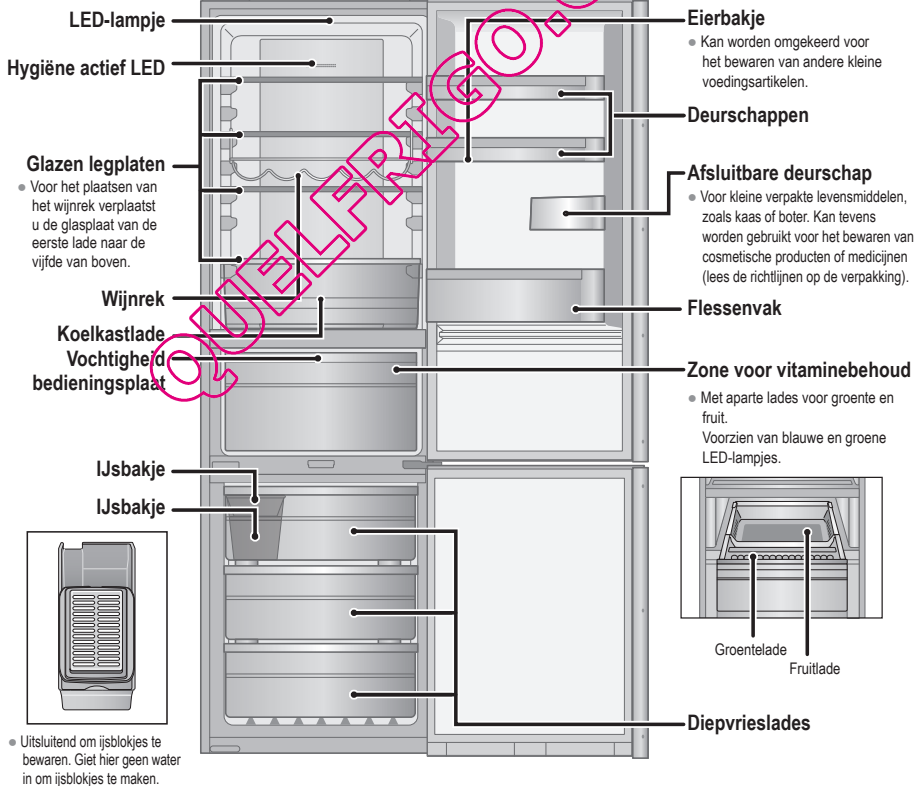 LED-lampje
Hygiëne actief LED
Glazen legplaten
● Voor het plaatsen van
het wijnrek verplaatst
u de glasplaat van de
eerste lade naar de
vijfde van boven.
Wijnrek
Koelkastlade
Vochtigheid
bedieningsplaat
IJsbakje
IJsbakje
● Uitsluitend om ijsblokjes te
bewaren. Giet hier geen water
in om ijsblokjes te maken.
Eierbakje
● Kan worden omgekeerd voor
het bewaren van andere kleine
voedingsartikelen.
Deurschappen
Afsluitbare deurschap
● Voor kleine verpakte levensmiddelen,
zoals kaas of boter. Kan tevens
worden gebruikt voor het bewaren van
cosmetische producten of medicijnen
(lees de richtlijnen op de verpakking).
Flessenvak
Zone voor vitaminebehoud
● Met aparte lades voor groente en
fruit.
Voorzien van blauwe en groene
LED-lampjes.
Groentelade
Fruitlade
Diepvrieslades
QUELFRIGO.